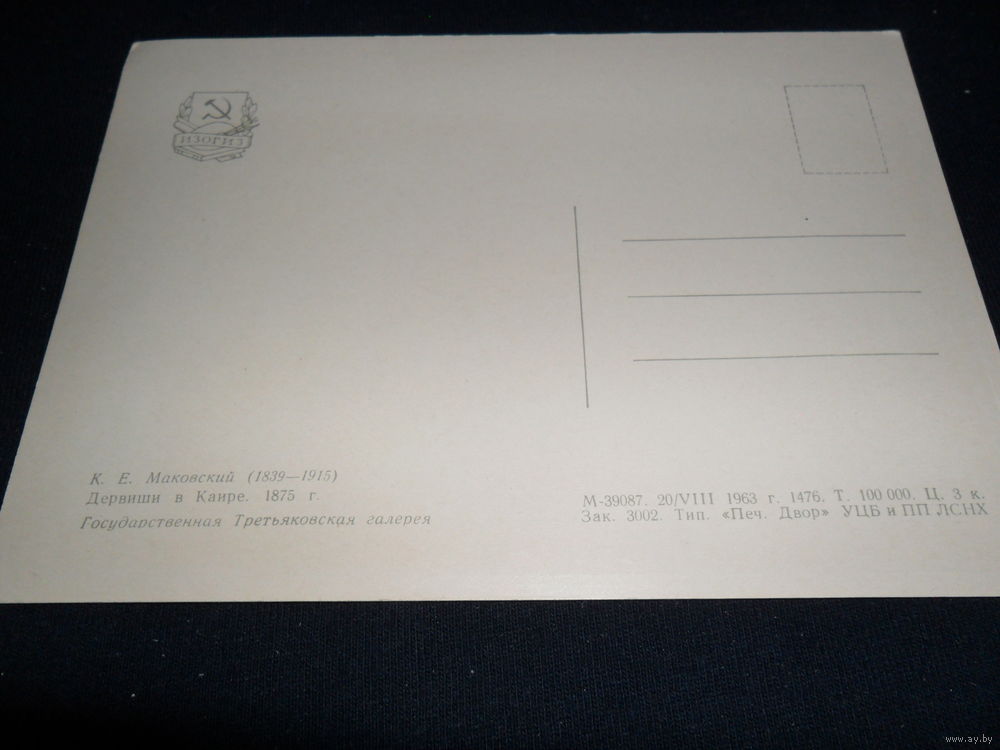 ИЗОГИЗ
К. Е. Маковский (1839—1915)
Дервиши в Каире. 1875 г.
Государственная Третьяковская галерея
М-39087. 20/VIII 1963 г. 1476. Т. 100 000. Ц. 3 к.
Зак. 3002. Тип. «Печ. Двор» УЦБ и ПП ЛСНХ
www.ay.by